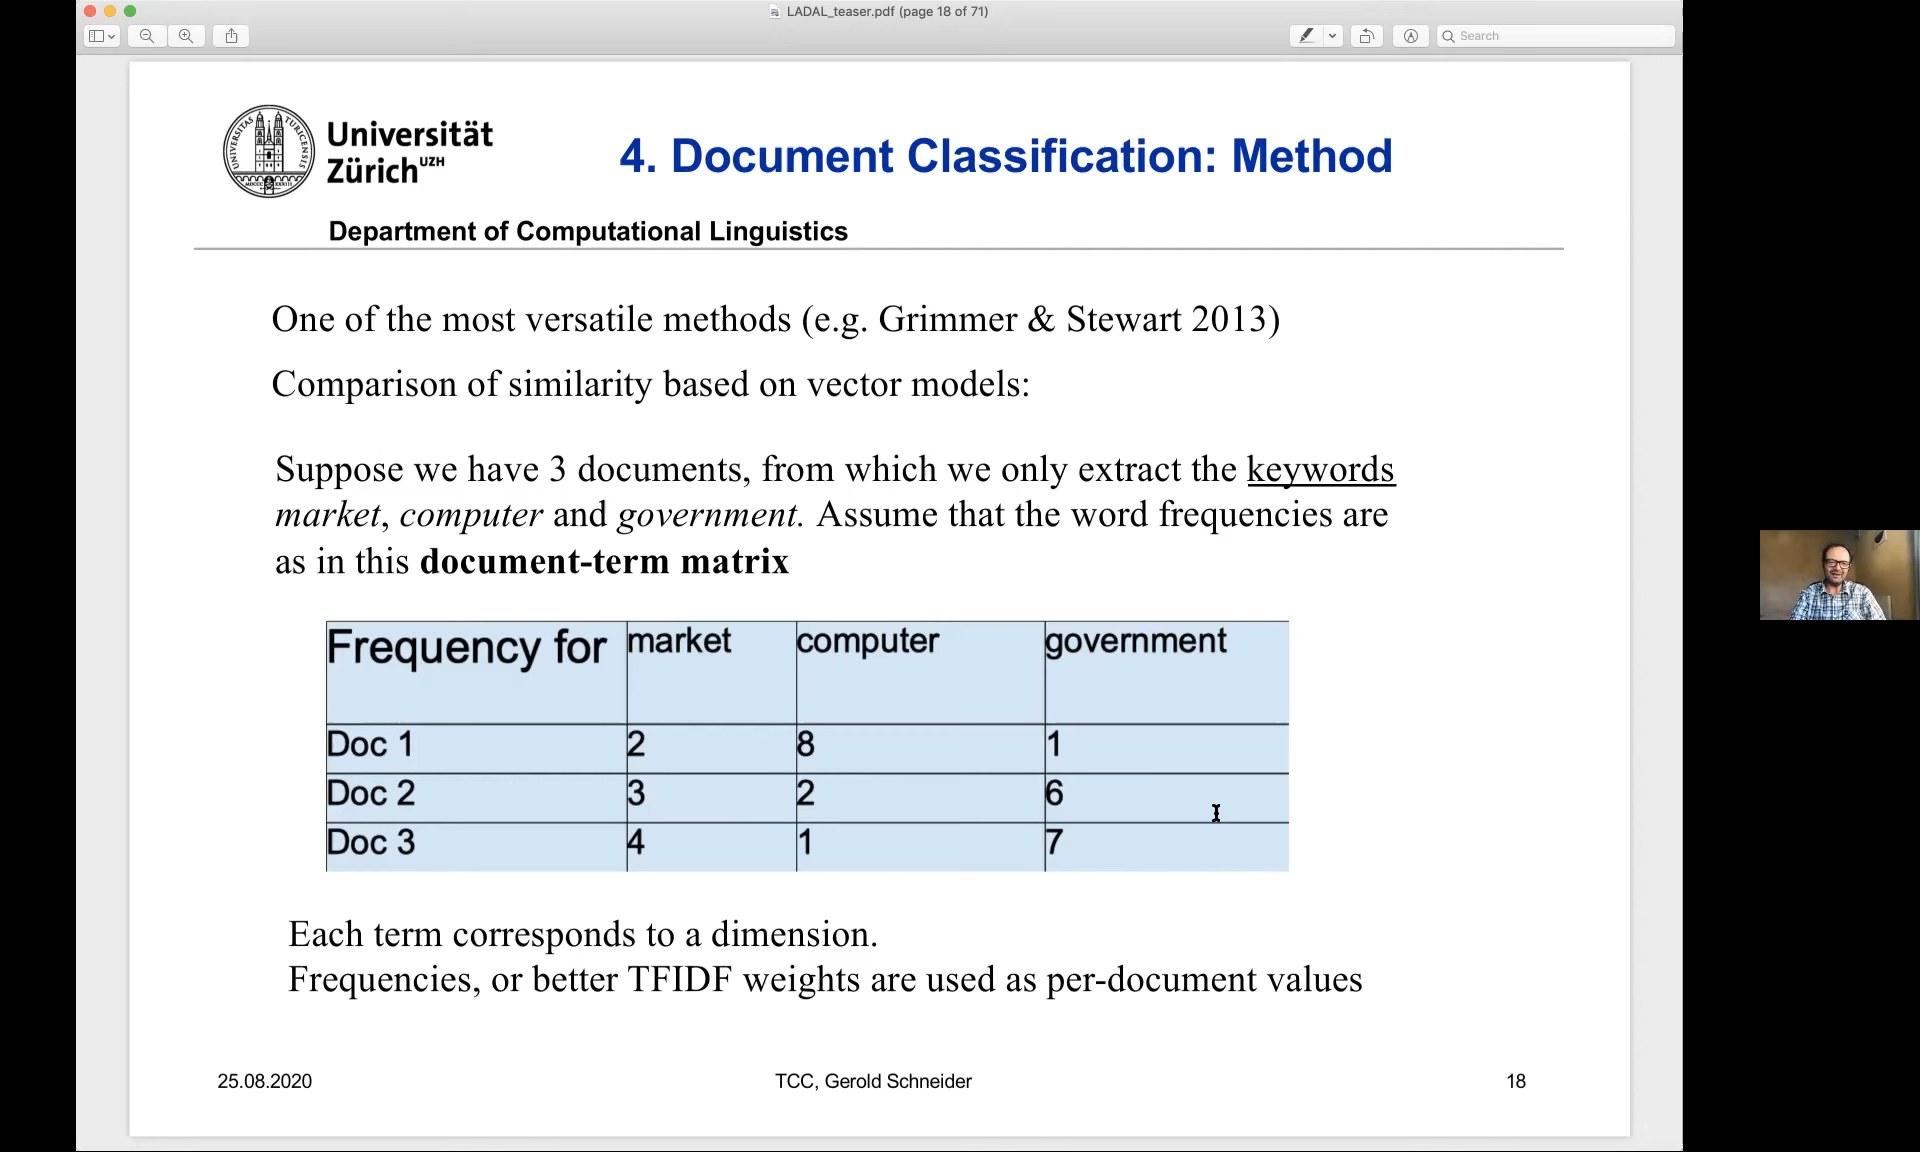 LADAL_teaser.pdf (page 18 of 71)
Search
Universität
Zürich UZH
4. Document Classification: Method
Department of Computational Linguistics
One of the most versatile methods (e.g. Grimmer & Stewart 2013)
Comparison of similarity based on vector models:
Suppose we have 3 documents, from which we only extract the keywords
market, computer and government. Assume that the word frequencies are
as in this document-term matrix
Frequency for market computer government
Doc 1 2 8 1
Doc 2 3 2 6
Doc 3 4 1 7
Each term corresponds to a dimension.
Frequencies, or better TFIDF weights are used as per-document values
25.08.2020 TCC, Gerold Schneider 18